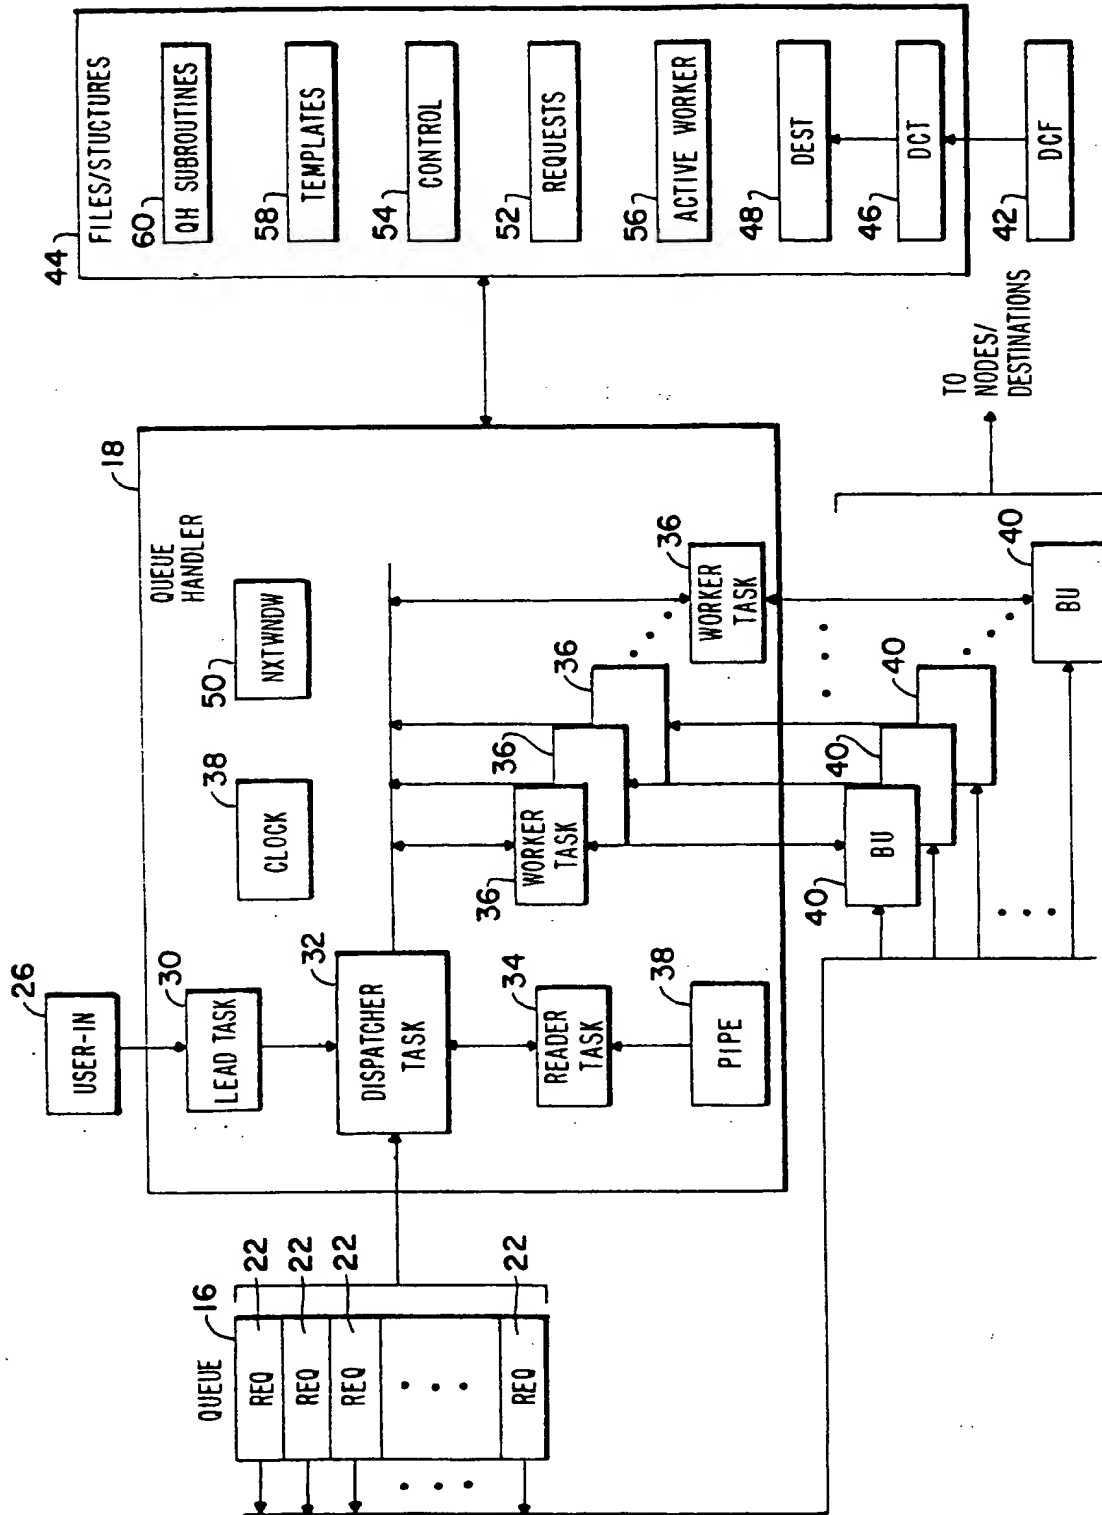 QUEUE
16
REQ
22
REQ
22
REQ
22
REQ
22
26
USER-IN
18
QUEUE
HANDLER
30
LEAD TASK
38
CLOCK
50
NXTWNDW
32
DISPATCHER
TASK
34
READER
TASK
38
PIPE
36
WORKER
TASK
36
36
36
WORKER
TASK
40
BU
40
40
40
BU
TO
NODES/
DESTINATIONS
44
FILES/STUCTURES
60
QH SUBROUTINES
58
TEMPLATES
54
CONTROL
52
REQUESTS
56
ACTIVE WORKER
48
DEST
46
DCT
42
DCF